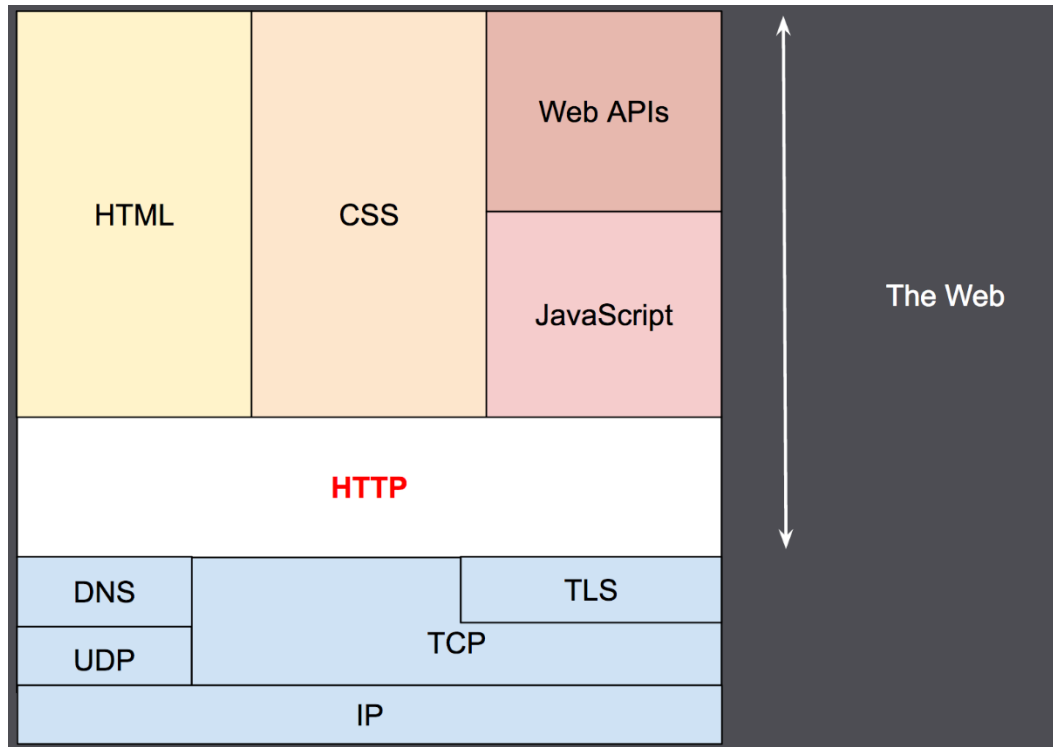 Web APIs
HTML
CSS
JavaScript
The Web
HTTP
DNS
TLS
UDP
TCP
IP